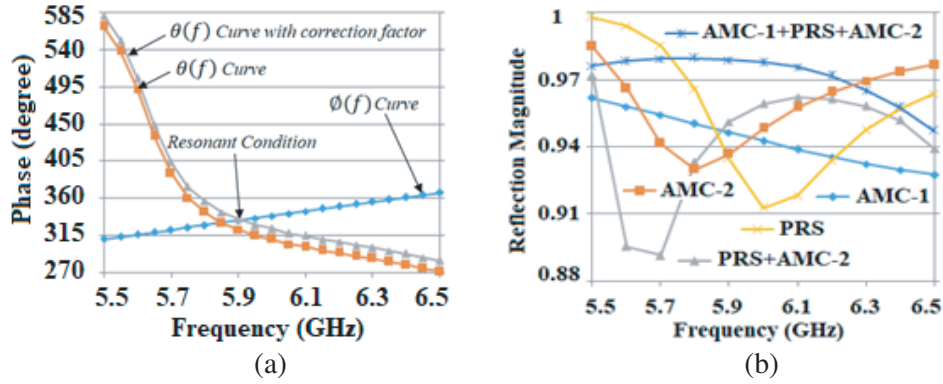 585
540
495
450
405
360
315
270
Phase (degree)
θ(f) Curve with correction factor
θ(f) Curve
Ø(f) Curve
Resonant Condition
5.5 5.7 5.9 6.1 6.3 6.5
Frequency (GHz)
(a)
1
0.97
0.94
0.91
0.88
Reflection Magnitude
AMC-1+PRS+AMC-2
AMC-2
AMC-1
PRS
PRS+AMC-2
5.5 5.7 5.9 6.1 6.3 6.5
Frequency (GHz)
(b)